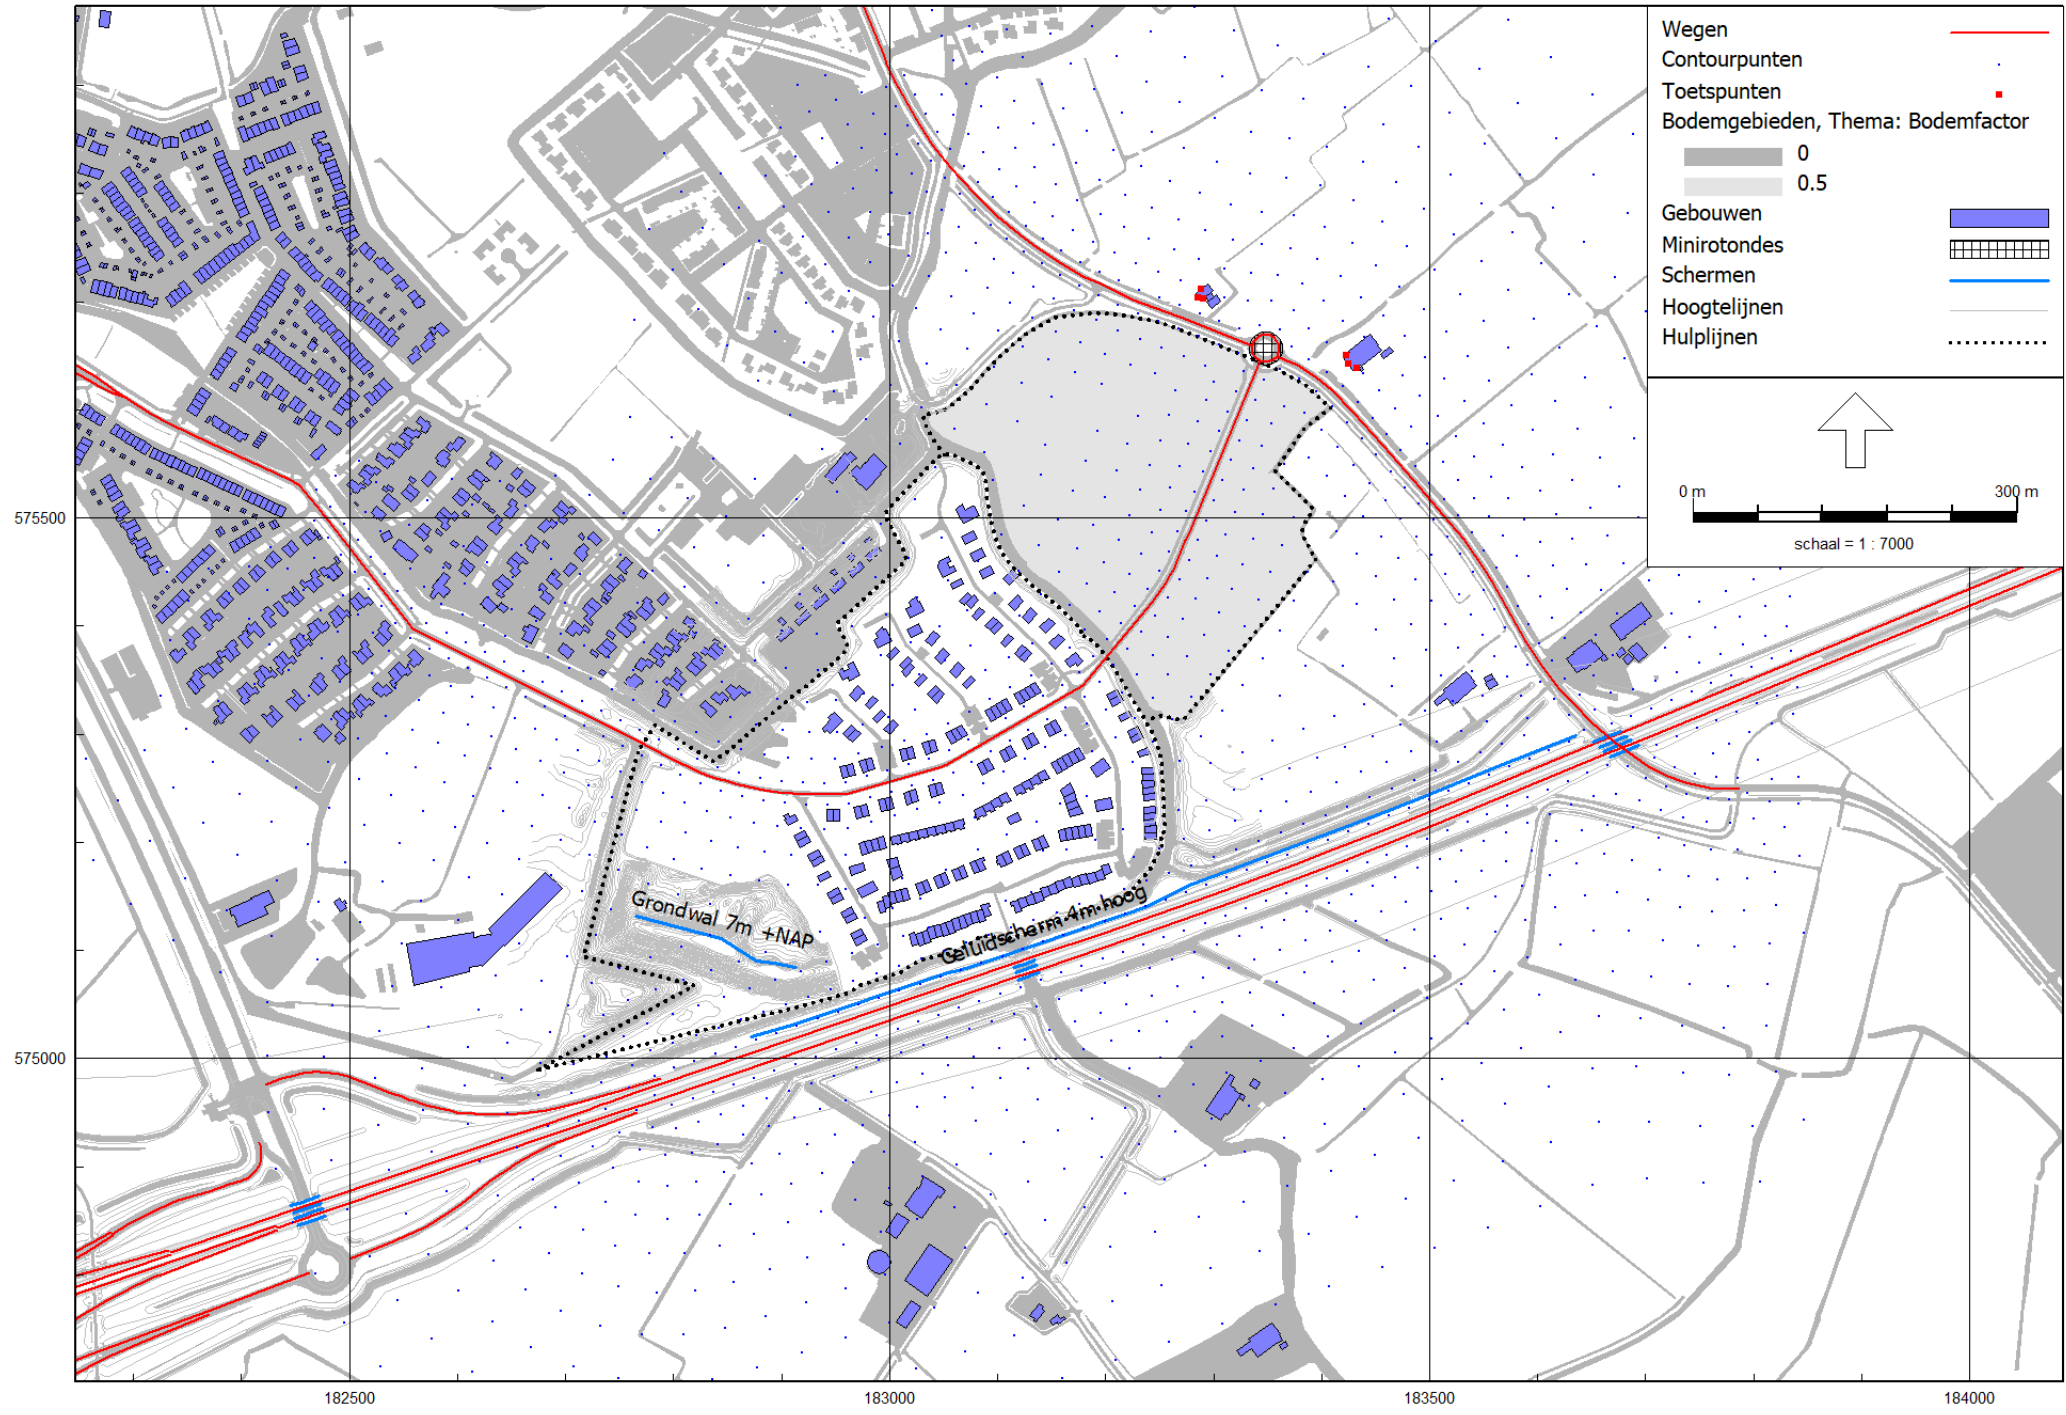 Wegen
Contourpunten
Toetspunten
Bodemgebieden, Thema: Bodemfactor
0
0.5
Gebouwen
Minirotondes
Schermen
Hoogtelijnen
Hulplijnen
0 m 300 m
schaal = 1 : 7000
575500
Grondwal 7m +NAP
Geluidscherm 4m hoog
575000
182500 183000 183500 184000